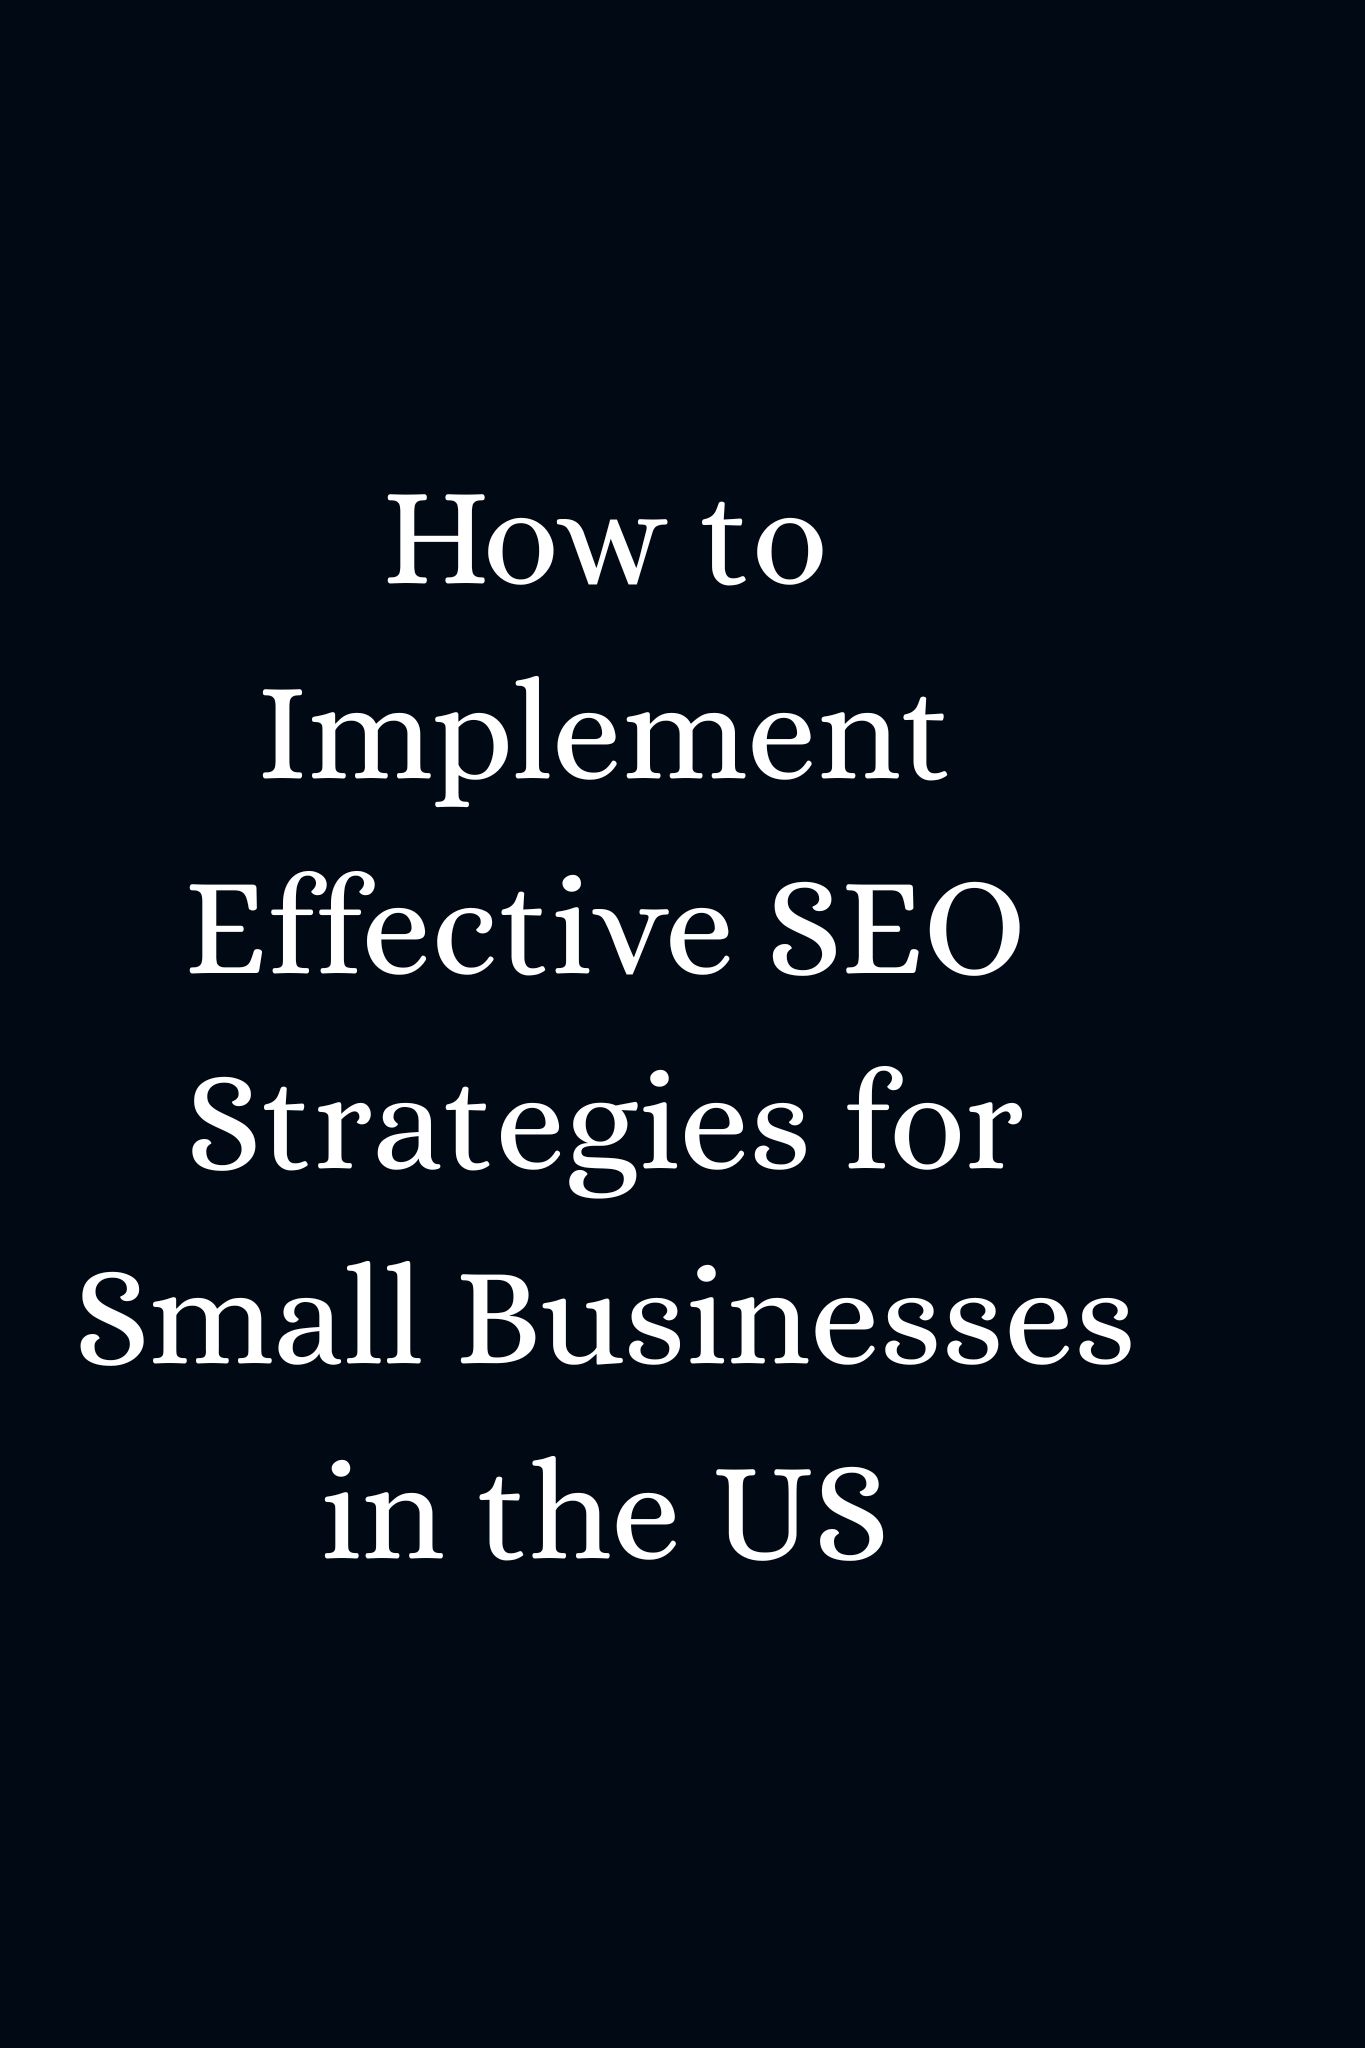 How to
Implement
Effective SEO
Strategies for
Small Businesses
in the US